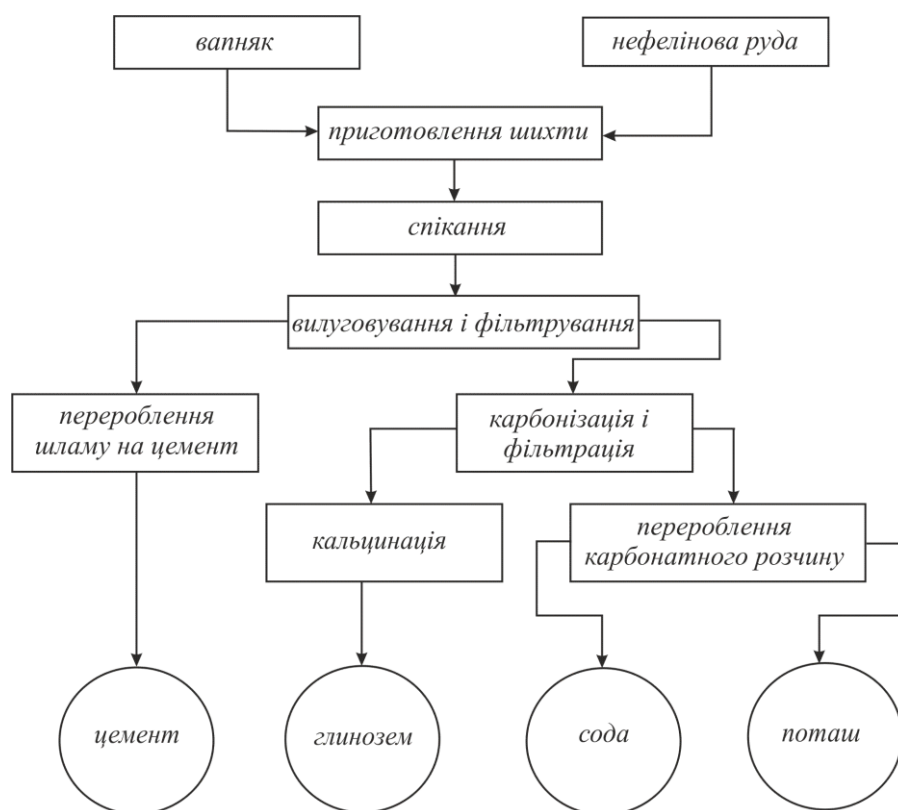 вапняк
нефелінова руда
приготовлення шихти
спікання
вилуговування і фільтрування
перероблення
шламу на цемент
карбонізація і
фільтрація
кальцинація
перероблення
карбонатного розчину
цемент
глинозем
сода
поташ